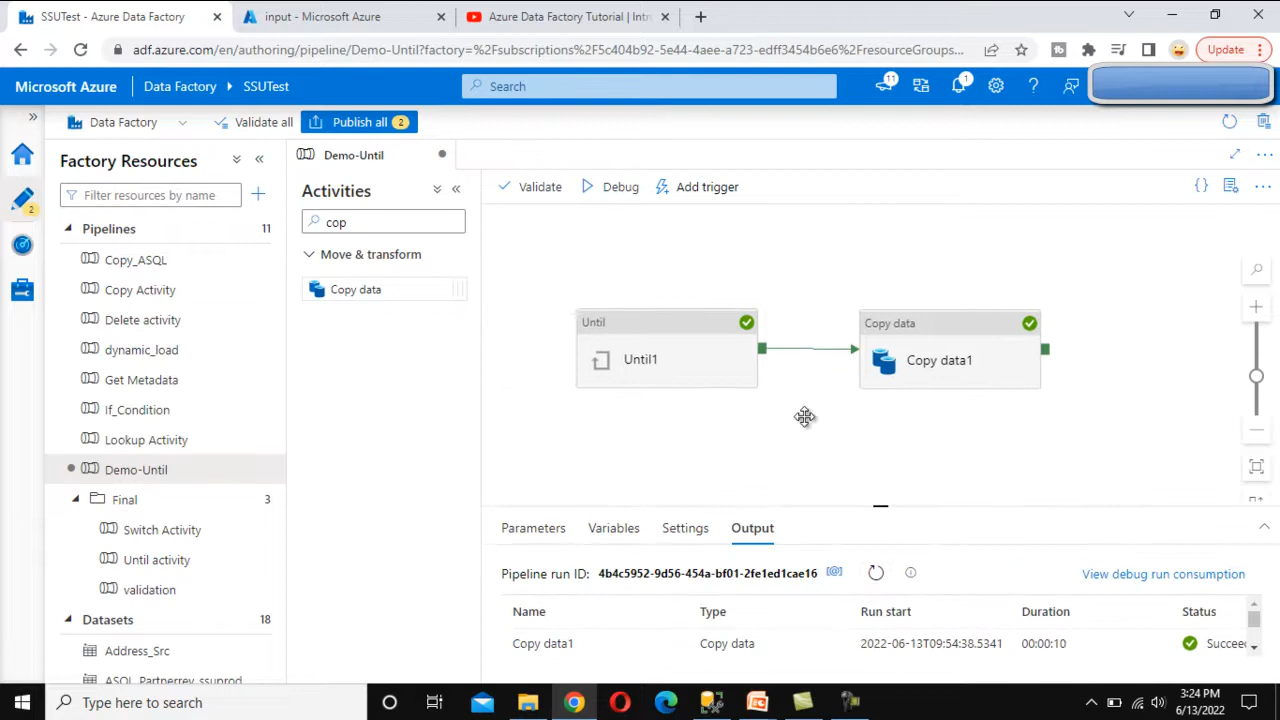 SSUTest - Azure Data Factory
input - Microsoft Azure
Azure Data Factory Tutorial | Intr
adf.azure.com/en/authoring/pipeline/Demo-Until?factory=%2Fsubscriptions%2F5c404b92-5e44-4aee-a723-edff3454b6e6%2FresourceGroups...
Update
Microsoft Azure
Data Factory
SSUTest
Search
11
1
Data Factory
Validate all
Publish all
2
2
Factory Resources
Filter resources by name
Pipelines
11
Copy_ASQL
Copy Activity
Delete activity
dynamic_load
Get Metadata
If_Condition
Lookup Activity
Demo-Until
Final
3
Switch Activity
Until activity
validation
Datasets
18
Address_Src
ASQL_Partnerrev_ssuprod
Demo-Until
Activities
cop
Move & transform
Copy data
Validate
Debug
Add trigger
Until
Until1
Copy data
Copy data1
Parameters
Variables
Settings
Output
Pipeline run ID: 4b4c5952-9d56-454a-bf01-2fe1ed1cae16
View debug run consumption
Name
Type
Run start
Duration
Status
Copy data1
Copy data
2022-06-13T09:54:38.5341
00:00:10
Succee
Type here to search
3:24 PM
6/13/2022